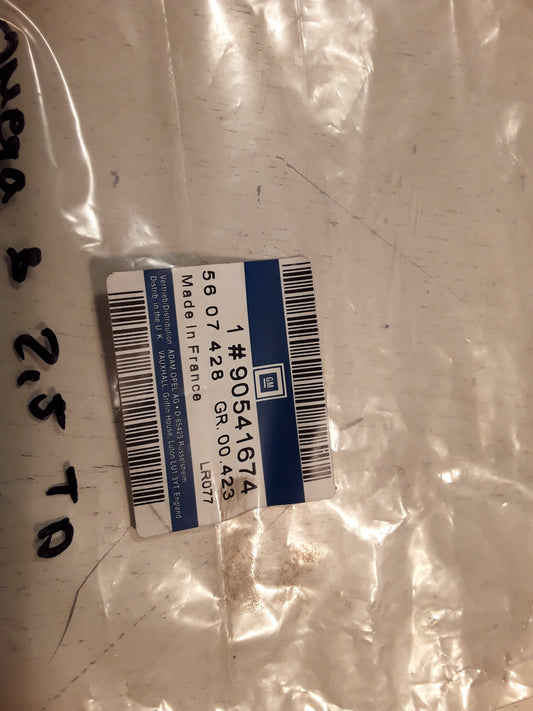 Omega B 2,5 TD
GM
1 #90541674
56 07 428 GR. 00.423
Made In France LR077
Vertrieb/Distribution ADAM OPEL AG • D-65423 Rüsselsheim
Distrib. in the U.K. VAUXHALL, Griffin House, Luton LU1 3YT England